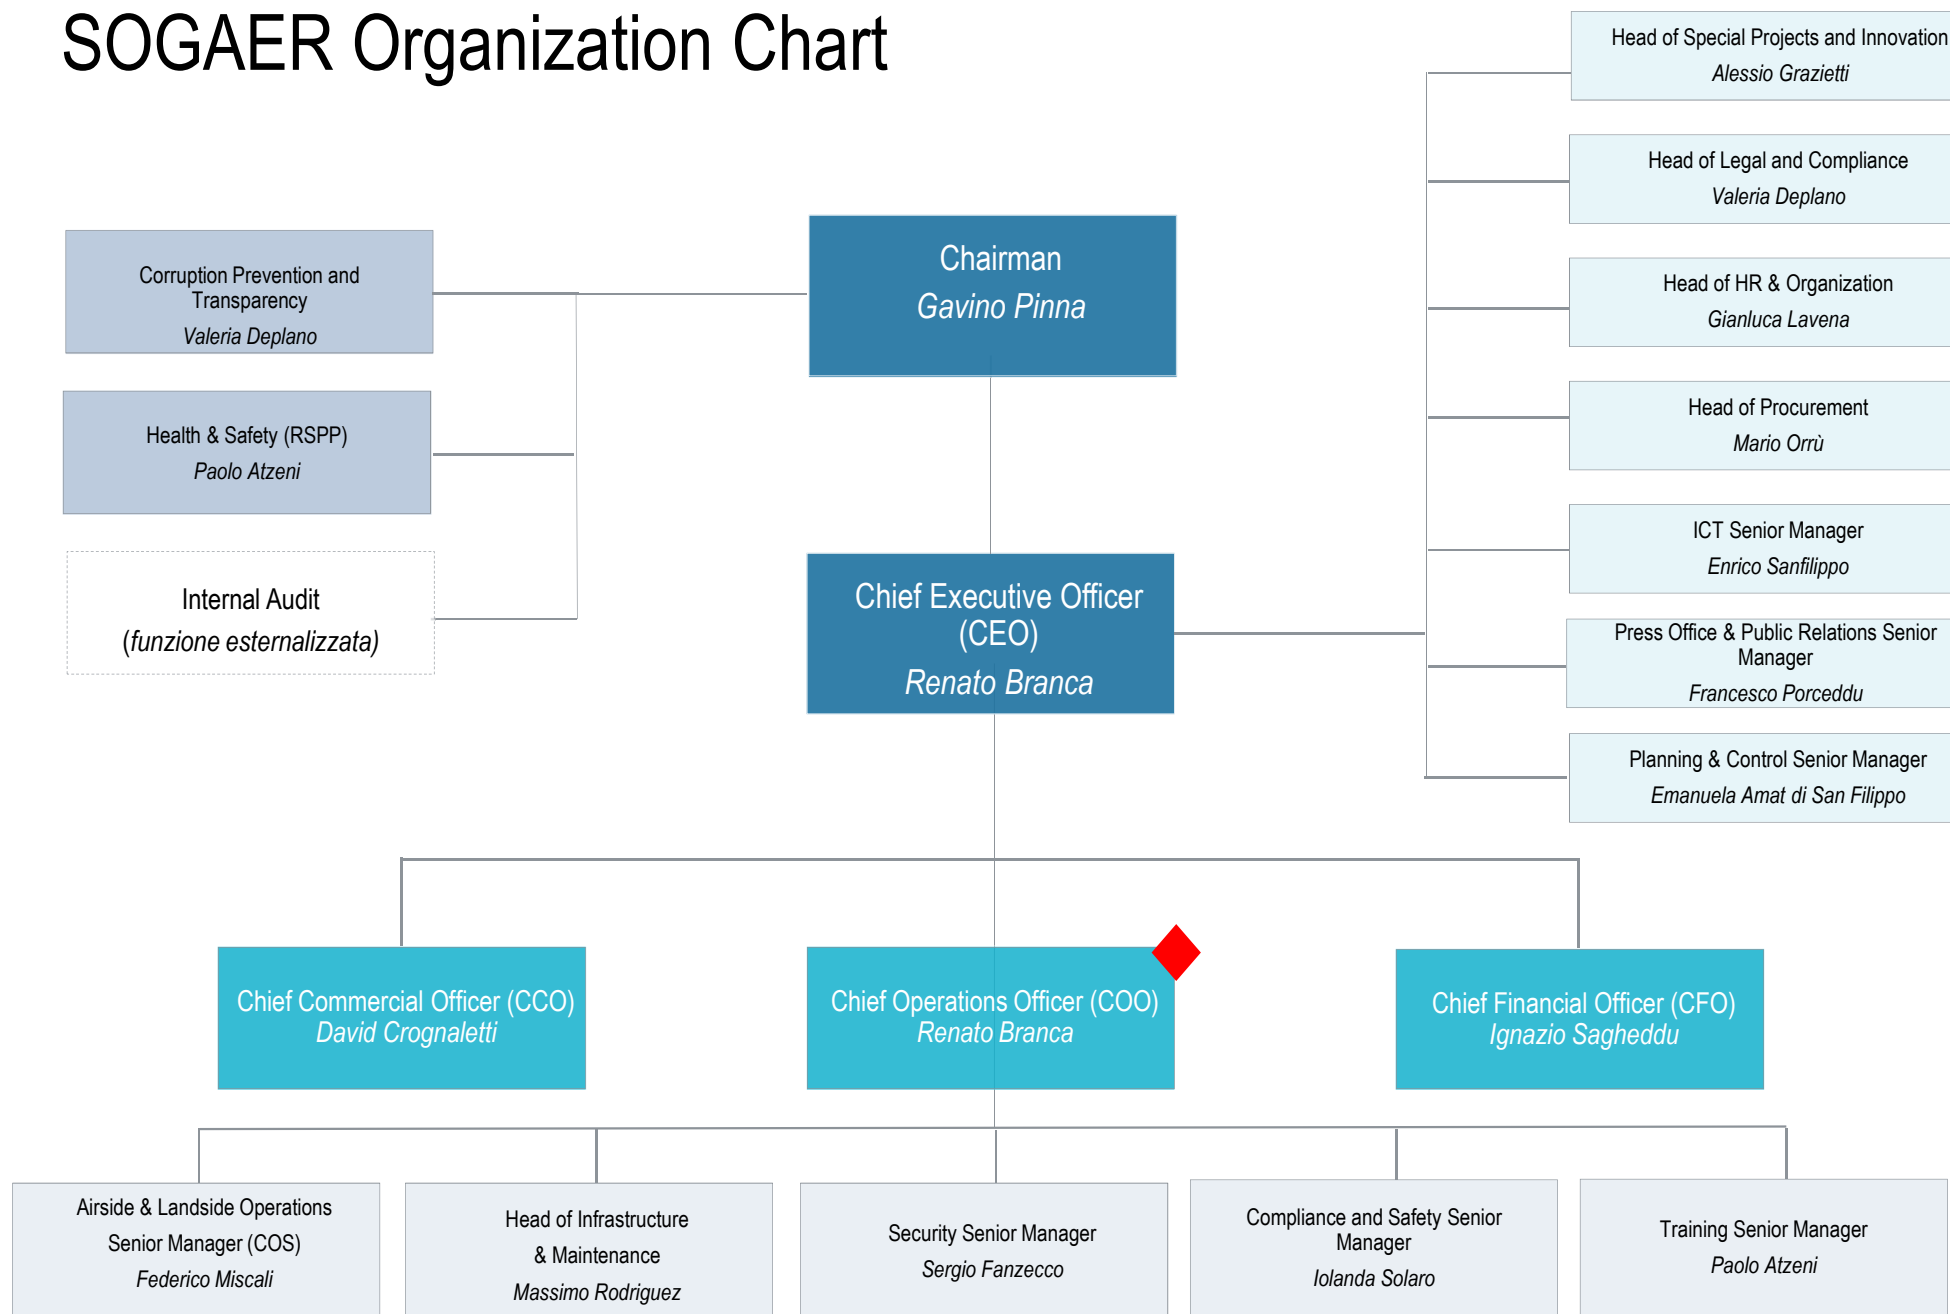 SOGAER Organization Chart
Head of Special Projects and Innovation
Alessio Grazietti
Head of Legal and Compliance
Valeria Deplano
Head of HR & Organization
Gianluca Lavena
Head of Procurement
Mario Orrù
ICT Senior Manager
Enrico Sanfilippo
Press Office & Public Relations Senior
Manager
Francesco Porceddu
Planning & Control Senior Manager
Emanuela Amat di San Filippo
Corruption Prevention and
Transparency
Valeria Deplano
Health & Safety (RSPP)
Paolo Atzeni
Internal Audit
(funzione esternalizzata)
Chairman
Gavino Pinna
Chief Executive Officer
(CEO)
Renato Branca
Chief Commercial Officer (CCO)
David Crognaletti
Chief Operations Officer (COO)
Renato Branca
Chief Financial Officer (CFO)
Ignazio Sagheddu
Airside & Landside Operations
Senior Manager (COS)
Federico Miscali
Head of Infrastructure
& Maintenance
Massimo Rodriguez
Security Senior Manager
Sergio Fanzecco
Compliance and Safety Senior
Manager
Iolanda Solaro
Training Senior Manager
Paolo Atzeni